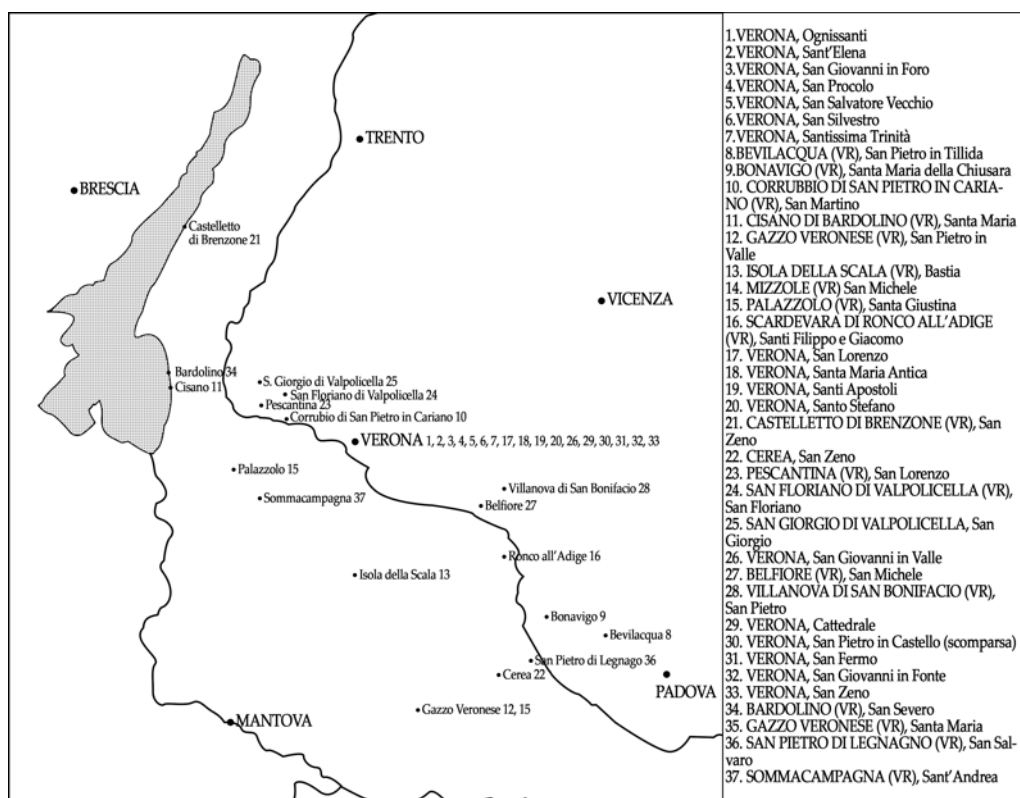 TRENTO
BRESCIA
Castelletto
di Brenzone 21
VICENZA
Bardolino 34
Cisano 11
S. Giorgio di Valpolicella 25
San Floriano di Valpolicella 24
Pescantina 23
Corrubio di San Pietro in Cariano 10
VERONA 1, 2, 3, 4, 5, 6, 7, 17, 18, 19, 20, 26, 29, 30, 31, 32, 33
Palazzolo 15
Sommacampagna 37
Villanova di San Bonifacio 28
Belfiore 27
Ronco all'Adige 16
Isola della Scala 13
Bonavigo 9
Bevilacqua 8
San Pietro di Legnago 36
Cerea 22
PADOVA
Gazzo Veronese 12, 15
MANTOVA
1.VERONA, Ognissanti
2.VERONA, Sant'Elena
3.VERONA, San Giovanni in Foro
4.VERONA, San Procolo
5.VERONA, San Salvatore Vecchio
6.VERONA, San Silvestro
7.VERONA, Santissima Trinità
8.BEVILACQUA (VR), San Pietro in Tillida
9.BONAVIGO (VR), Santa Maria della Chiusara
10. CORRUBBIO DI SAN PIETRO IN CARIA-
NO (VR), San Martino
11. CISANO DI BARDOLINO (VR), Santa Maria
12. GAZZO VERONESE (VR), San Pietro in
Valle
13. ISOLA DELLA SCALA (VR), Bastia
14. MIZZOLE (VR) San Michele
15. PALAZZOLO (VR), Santa Giustina
16. SCARDEVARA DI RONCO ALL'ADIGE
(VR), Santi Filippo e Giacomo
17. VERONA, San Lorenzo
18. VERONA, Santa Maria Antica
19. VERONA, Santi Apostoli
20. VERONA, Santo Stefano
21. CASTELLETTO DI BRENZONE (VR), San
Zeno
22. CEREA, San Zeno
23. PESCANTINA (VR), San Lorenzo
24. SAN FLORIANO DI VALPOLICELLA (VR),
San Floriano
25. SAN GIORGIO DI VALPOLICELLA, San
Giorgio
26. VERONA, San Giovanni in Valle
27. BELFIORE (VR), San Michele
28. VILLANOVA DI SAN BONIFACIO (VR),
San Pietro
29. VERONA, Cattedrale
30. VERONA, San Pietro in Castello (scomparsa)
31. VERONA, San Fermo
32. VERONA, San Giovanni in Fonte
33. VERONA, San Zeno
34. BARDOLINO (VR), San Severo
35. GAZZO VERONESE (VR), Santa Maria
36. SAN PIETRO DI LEGNAGNO (VR), San Sal-
varo
37. SOMMACAMPAGNA (VR), Sant'Andrea